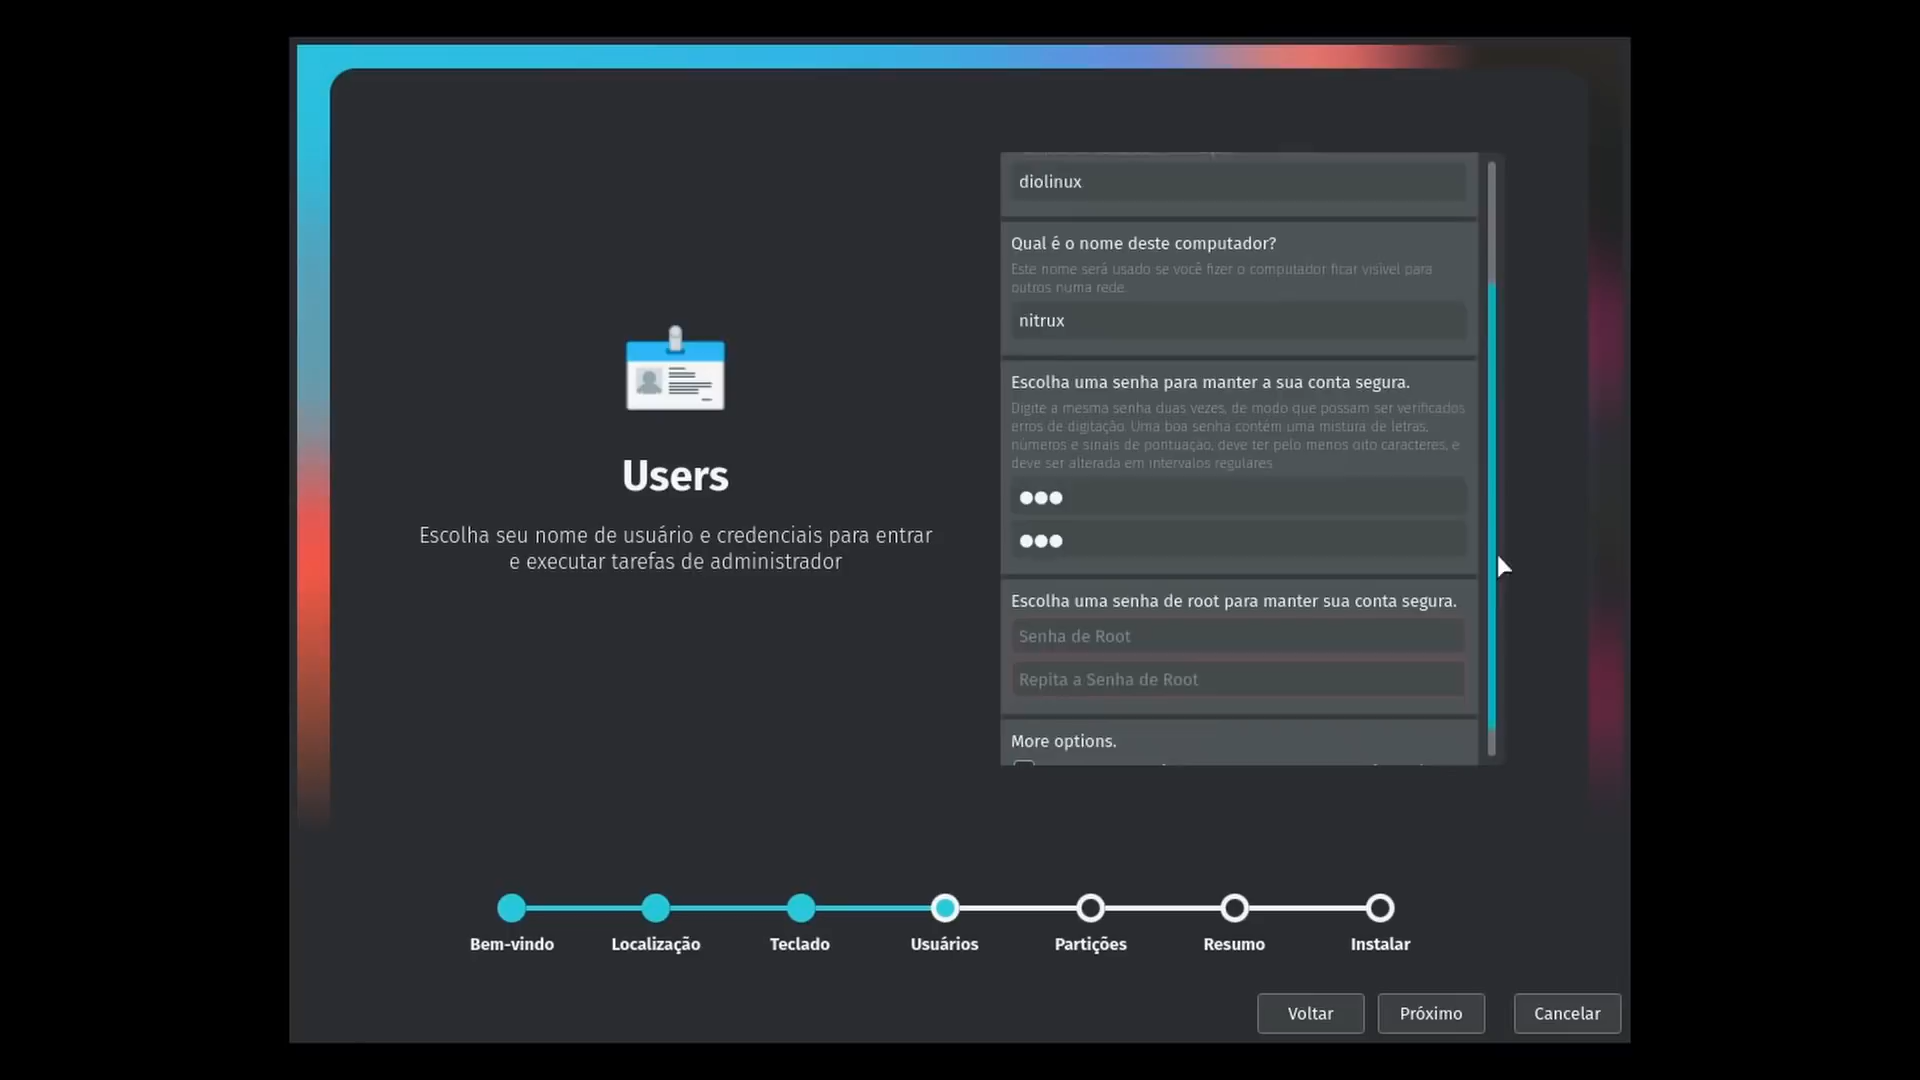 diolinux
Qual é o nome deste computador?
Este nome será usado se você fizer o computador ficar visível para
outros numa rede.
nitrux
Escolha uma senha para manter a sua conta segura.
Digite a mesma senha duas vezes, de modo que possam ser verificados
erros de digitação. Uma boa senha contém uma mistura de letras,
números e sinais de pontuação, deve ter pelo menos oito caracteres, e
deve ser alterada em intervalos regulares
●●●
●●●
Escolha uma senha de root para manter sua conta segura.
Senha de Root
Repita a Senha de Root
More options.
Users
Escolha seu nome de usuário e credenciais para entrar
e executar tarefas de administrador
Bem-vindo
Localização
Teclado
Usuários
Partições
Resumo
Instalar
Voltar
Próximo
Cancelar